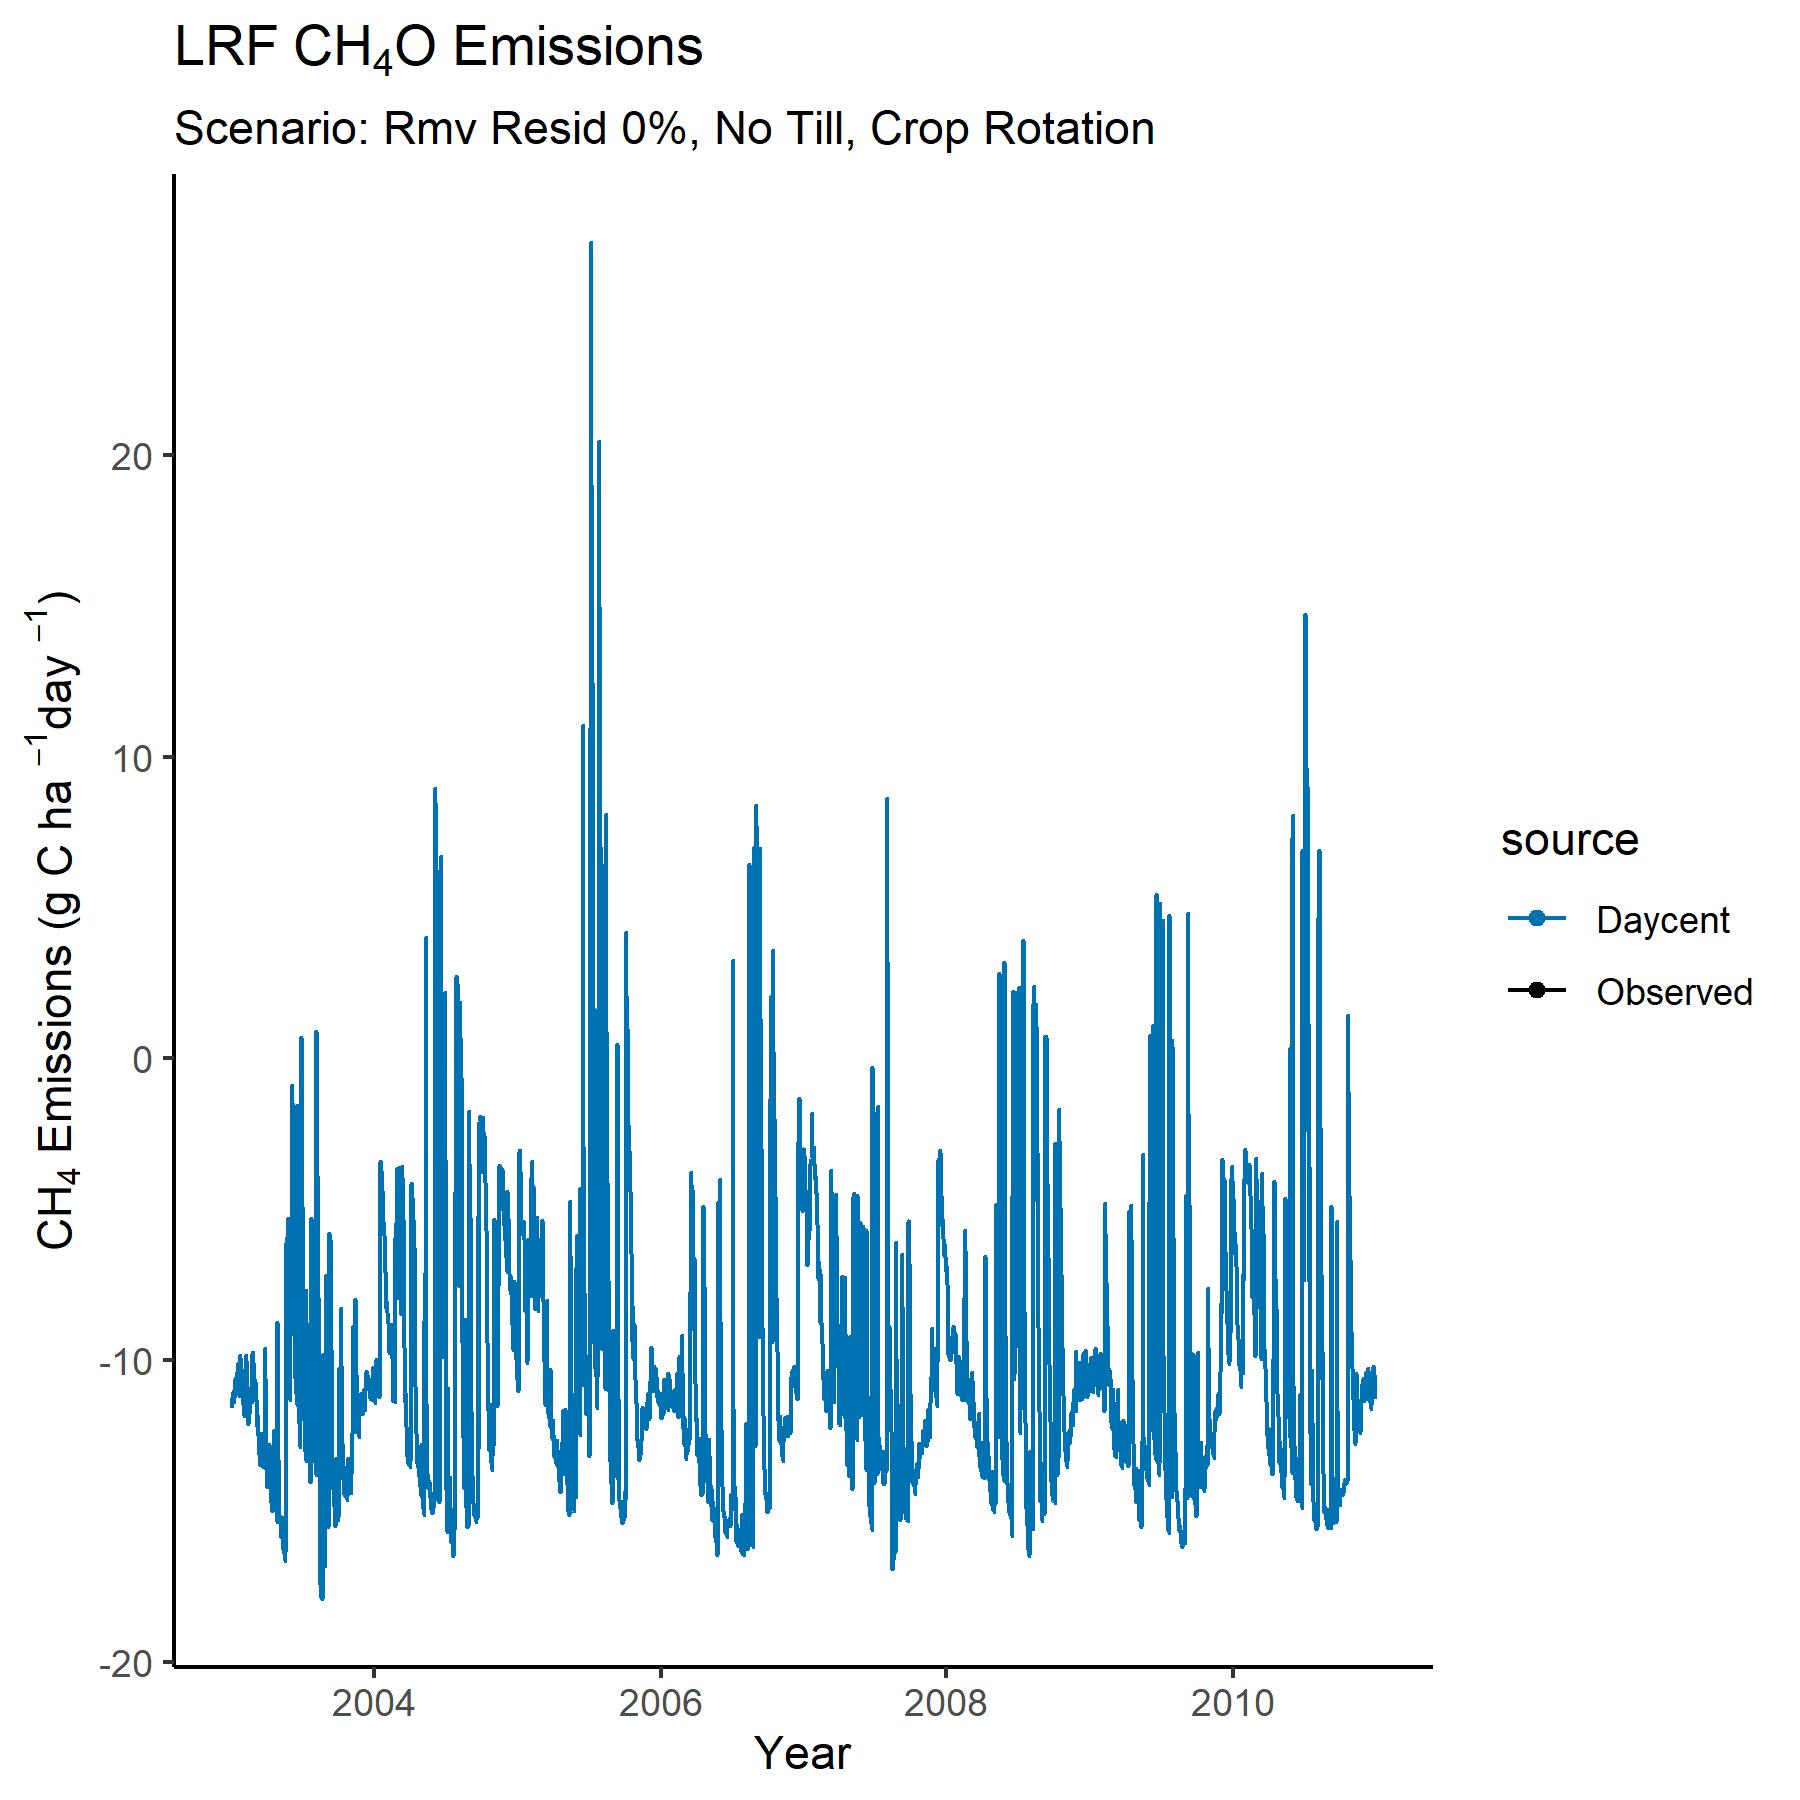 LRF CH₄O Emissions
Scenario: Rmv Resid 0%, No Till, Crop Rotation
CH₄ Emissions (g C ha ⁻¹day ⁻¹)
20
10
0
-10
-20
2004 2006 2008 2010
Year
source
Daycent
Observed